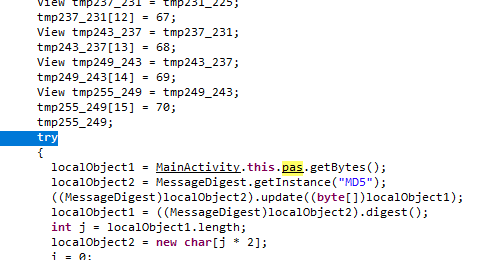 View tmp237_231 = tmp231_225;
tmp237_231[12] = 67;
View tmp243_237 = tmp237_231;
tmp243_237[13] = 68;
View tmp249_243 = tmp243_237;
tmp249_243[14] = 69;
View tmp255_249 = tmp249_243;
tmp255_249[15] = 70;
tmp255_249;
try
{
localObject1 = MainActivity.this.pas.getBytes();
localObject2 = MessageDigest.getInstance("MD5");
((MessageDigest)localObject2).update((byte[])localObject1);
localObject1 = ((MessageDigest)localObject2).digest();
int j = localObject1.length;
localObject2 = new char[j * 2];
i = 0;